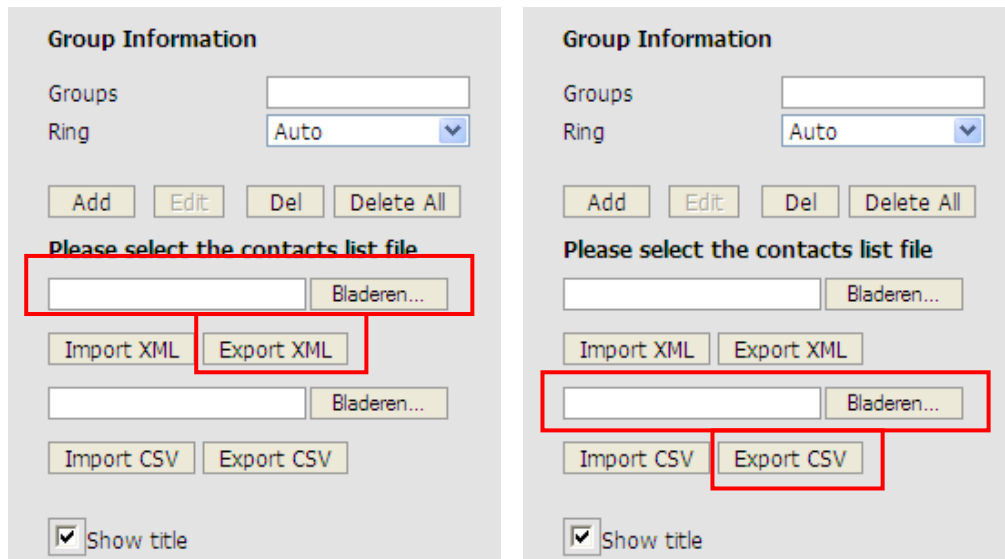 Group Information
Groups
Ring Auto
Add Edit Del Delete All
Please select the contacts list file
Bladeren...
Import XML Export XML
Bladeren...
Import CSV Export CSV
Show title
Group Information
Groups
Ring Auto
Add Edit Del Delete All
Please select the contacts list file
Bladeren...
Import XML Export XML
Bladeren...
Import CSV Export CSV
Show title